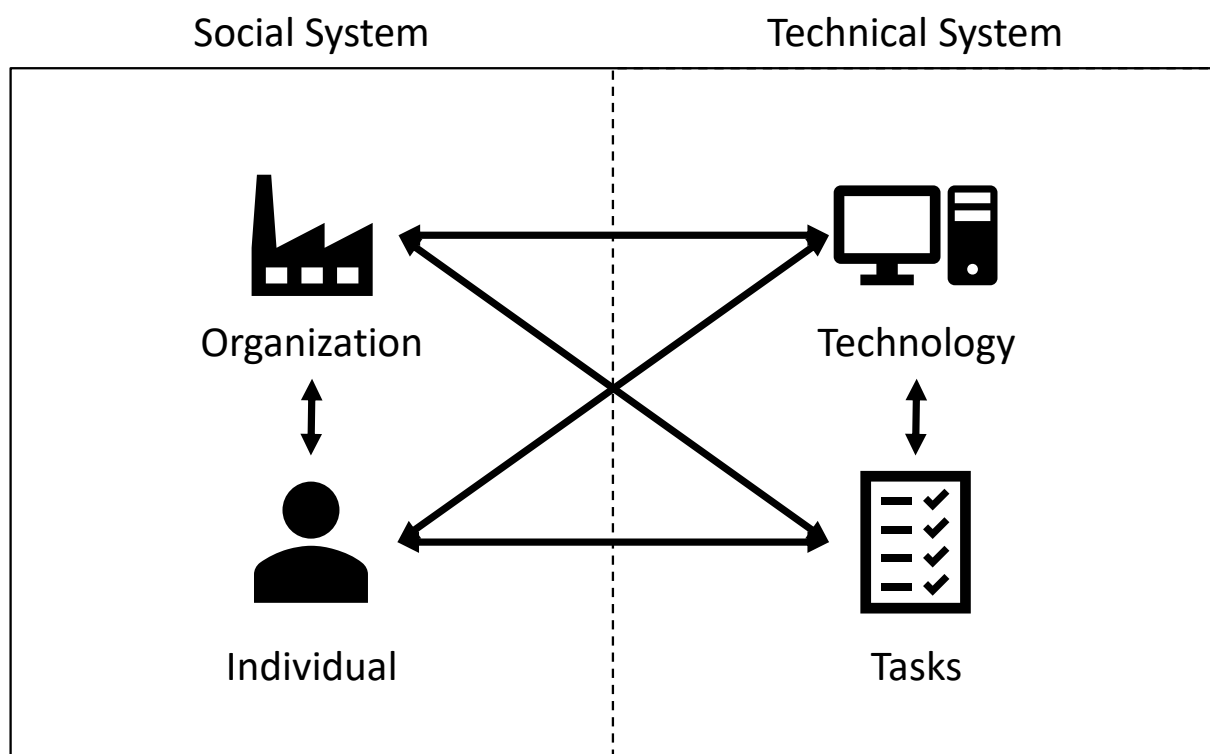 Social System
Technical System
Organization
Technology
Individual
Tasks